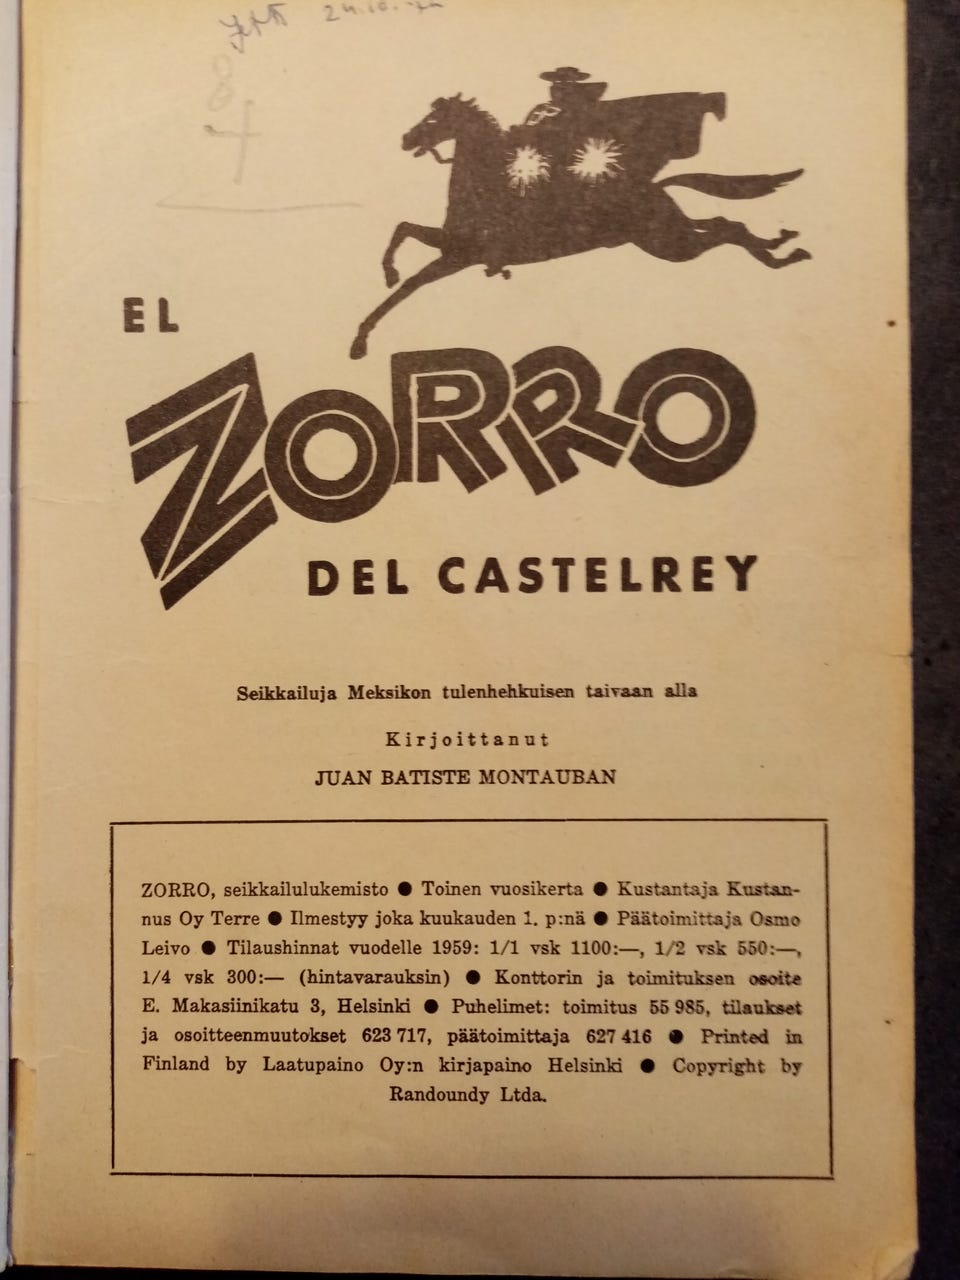 24.10.
8
4
EL
ZORRO
DEL CASTELREY
Seikkailuja Meksikon tulenhehkuisen taivaan alla
Kirjoittanut
JUAN BATISTE MONTAUBAN
ZORRO, seikkailulukemisto ● Toinen vuosikerta ● Kustantaja Kustan-
nus Oy Terre ● Ilmestyy joka kuukauden 1. p:nä ● Päätoimittaja Osmo
Leivo ● Tilaushinnat vuodelle 1959: 1/1 vsk 1100:—, 1/2 vsk 550:—,
1/4 vsk 300:— (hintavarauksin) ● Konttorin ja toimituksen osoite
E. Makasiinikatu 3, Helsinki ● Puhelimet: toimitus 55 985, tilaukset
ja osoitteenmuutokset 623 717, päätoimittaja 627 416 ● Printed in
Finland by Laatupaino Oy:n kirjapaino Helsinki ● Copyright by
Randoundy Ltda.